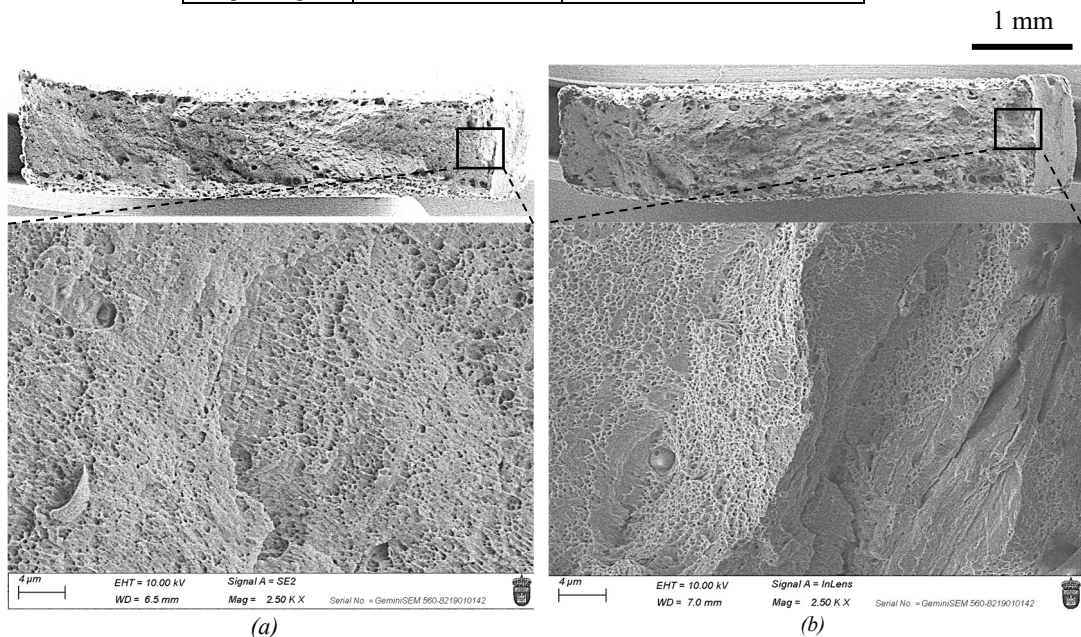 1 mm
4 µm
EHT = 10.00 kV
Signal A = SE2
WD = 6.5 mm
Mag = 2.50 K X
Serial No. = GeminiSEM 560-8219010142
4 µm
EHT = 10.00 kV
Signal A = InLens
WD = 7.0 mm
Mag = 2.50 K X
Serial No. = GeminiSEM 560-8219010142
(a)
(b)